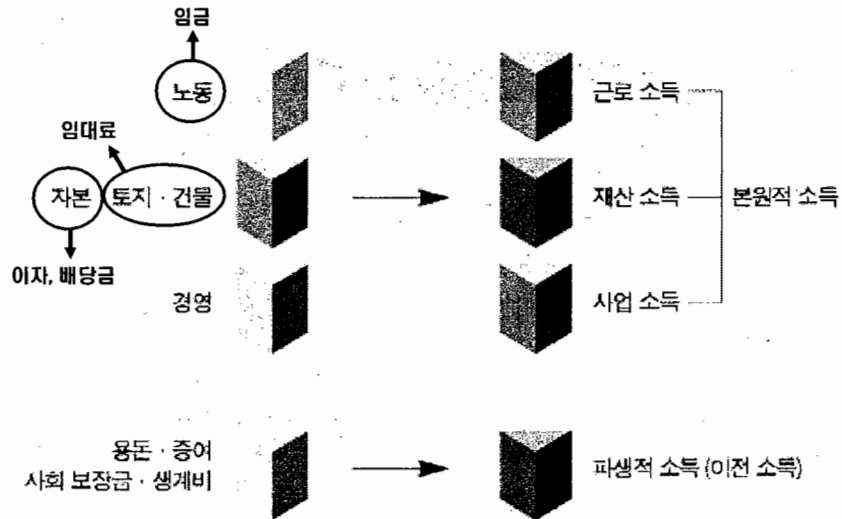 임금
노동
근로 소득
임대료
자본 토지 · 건물
재산 소득
본원적 소득
이자, 배당금
경영
사업 소득
용돈 · 증여
사회 보장금 · 생계비
파생적 소득 (이전 소득)